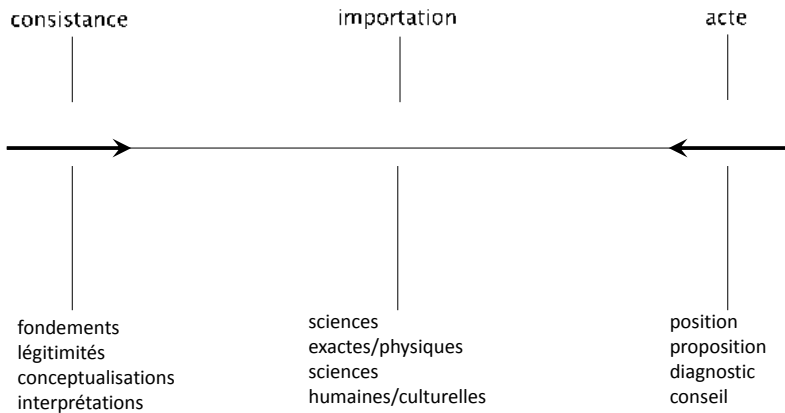 consistance
importation
acte
fondements
légitimités
conceptualisations
interprétations
sciences
exactes/physiques
sciences
humaines/culturelles
position
proposition
diagnostic
conseil